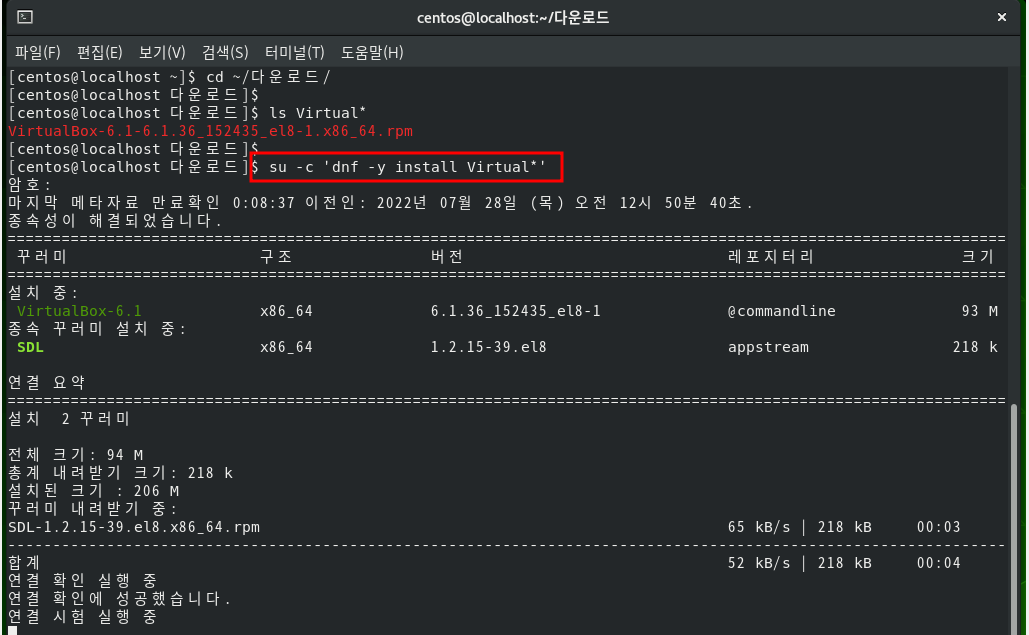 centos@localhost:~/다운로드
파일(F) 편집(E) 보기(V) 검색(S) 터미널(T) 도움말(H)
[centos@localhost ~]$ cd ~/다운로드/
[centos@localhost 다운로드]$
[centos@localhost 다운로드]$ ls Virtual*
VirtualBox-6.1-6.1.36_152435_el8-1.x86_64.rpm
[centos@localhost 다운로드]$
[centos@localhost 다운로드]$ su -c 'dnf -y install Virtual*'
암호:
마지막 메타자료 만료확인 0:08:37 이전인: 2022년 07월 28일 (목) 오전 12시 50분 40초.
종속성이 해결되었습니다.
================================================================================
꾸러미 구조 버전 레포지터리 크기
================================================================================
설치 중:
VirtualBox-6.1 x86_64 6.1.36_152435_el8-1 @commandline 93 M
종속 꾸러미 설치 중:
SDL x86_64 1.2.15-39.el8 appstream 218 k
연결 요약
================================================================================
설치 2 꾸러미
전체 크기: 94 M
총계 내려받기 크기: 218 k
설치된 크기 : 206 M
꾸러미 내려받기 중:
SDL-1.2.15-39.el8.x86_64.rpm 65 kB/s | 218 kB 00:03
--------------------------------------------------------------------------------
합계 52 kB/s | 218 kB 00:04
연결 확인 실행 중
연결 확인에 성공했습니다.
연결 시험 실행 중